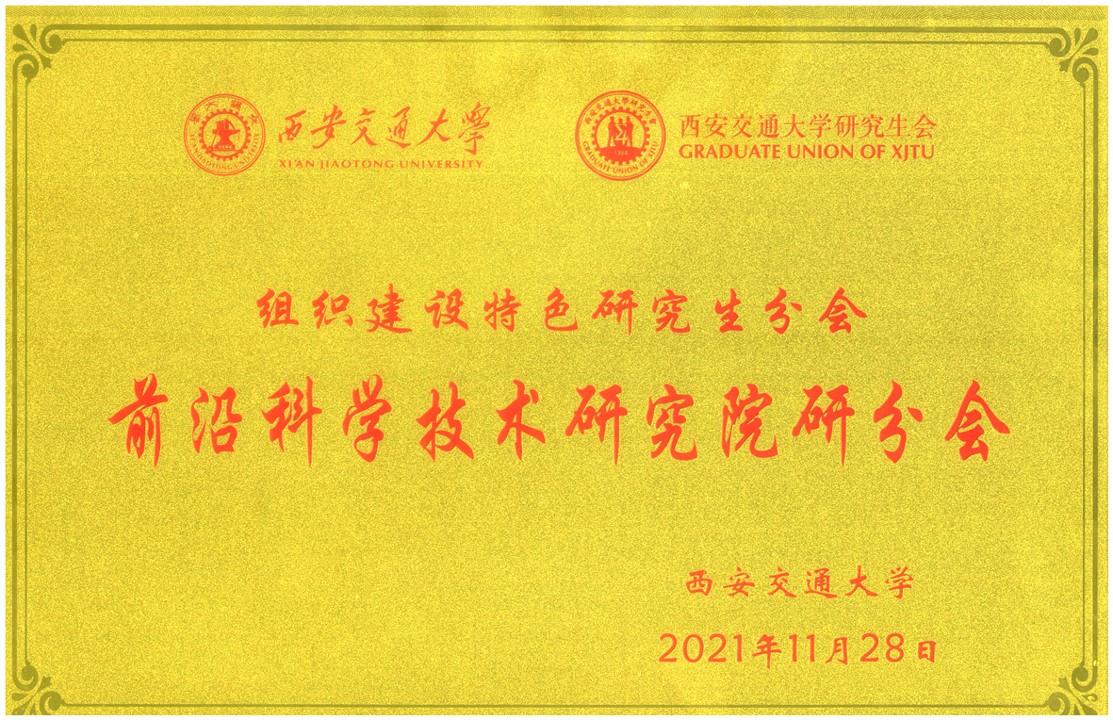 西安交通大學
XI'AN JIAOTONG UNIVERSITY
西安交通大学研究生会
GRADUATE UNION OF XJTU
组织建设特色研究生分会
前沿科学技术研究院研分会
西安交通大学
2021年11月28日